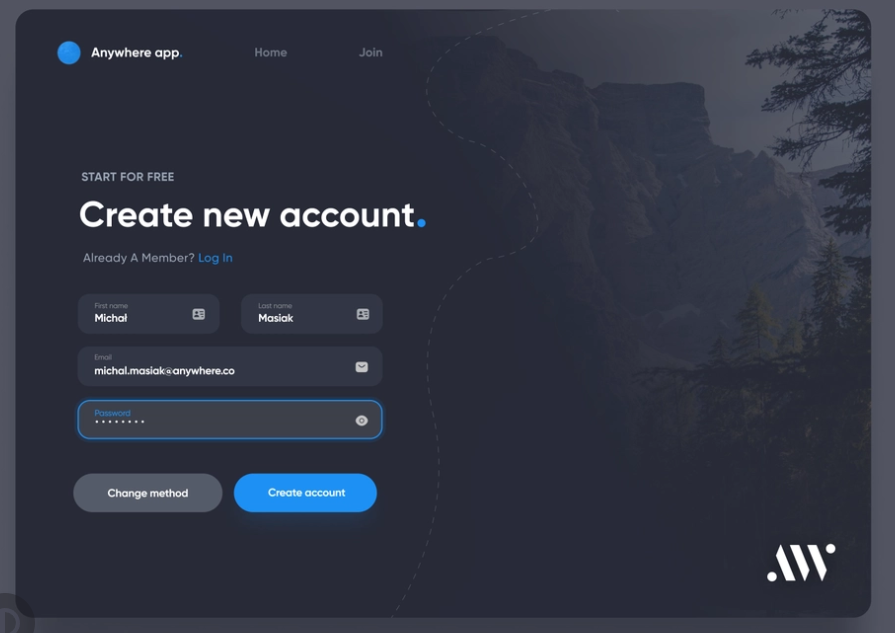 Anywhere app. Home Join
START FOR FREE
Create new account.
Already A Member? Log In
First name Last name
Michał Masiak
Email
michal.masiak@anywhere.co
Password
••••••••
Change method Create account
AW